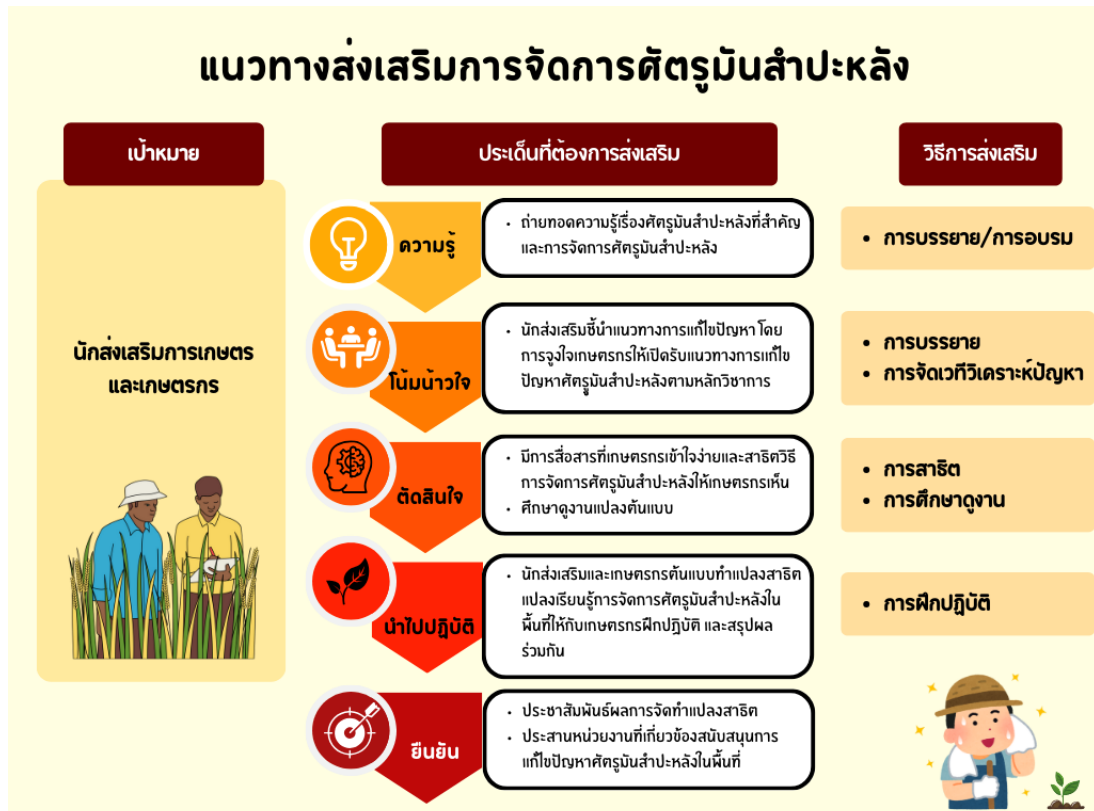 แนวทางส่งเสริมการจัดการศัตรูมันสำปะหลัง
เป้าหมาย
ประเด็นที่ต้องการส่งเสริม
วิธีการส่งเสริม
นักส่งเสริมการเกษตร
และเกษตรกร
ความรู้
• ถ่ายทอดความรู้เรื่องศัตรูมันสำปะหลังที่สำคัญ
และการจัดการศัตรูมันสำปะหลัง
• การบรรยาย/การอบรม
โน้มน้าวใจ
• นักส่งเสริมชี้นำแนวทางการแก้ไขปัญหา โดย
การจูงใจเกษตรกรให้เปิดรับแนวทางการแก้ไข
ปัญหาศัตรูมันสำปะหลังตามหลักวิชาการ
• การบรรยาย
• การจัดเวทีวิเคราะห์ปัญหา
ตัดสินใจ
• มีการสื่อสารที่เกษตรกรเข้าใจง่ายและสาธิตวิธี
การจัดการศัตรูมันสำปะหลังให้เกษตรกรเห็น
• ศึกษาดูงานแปลงต้นแบบ
• การสาธิต
• การศึกษาดูงาน
นำไปปฏิบัติ
• นักส่งเสริมและเกษตรกรต้นแบบทำแปลงสาธิต
แปลงเรียนรู้การจัดการศัตรูมันสำปะหลังใน
พื้นที่ให้กับเกษตรกรฝึกปฏิบัติ และสรุปผล
ร่วมกัน
• การฝึกปฏิบัติ
ยืนยัน
• ประชาสัมพันธ์ผลการจัดทำแปลงสาธิต
• ประสานหน่วยงานที่เกี่ยวข้องสนับสนุนการ
แก้ไขปัญหาศัตรูมันสำปะหลังในพื้นที่